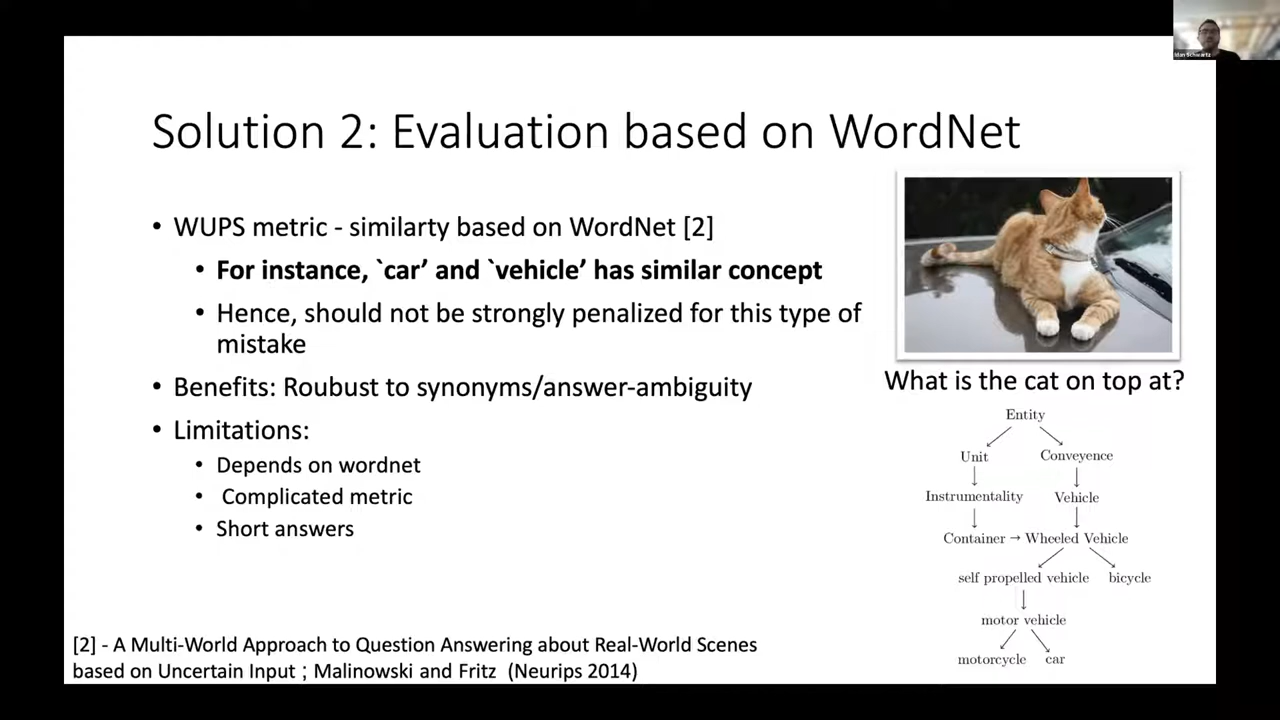 Idan Schwartz
Solution 2: Evaluation based on WordNet
• WUPS metric - similarty based on WordNet [2]
• For instance, `car’ and `vehicle’ has similar concept
• Hence, should not be strongly penalized for this type of
mistake
• Benefits: Roubust to synonyms/answer-ambiguity
• Limitations:
• Depends on wordnet
• Complicated metric
• Short answers
What is the cat on top at?
Entity
Unit Conveyence
Instrumentality Vehicle
Container → Wheeled Vehicle
self propelled vehicle bicycle
motor vehicle
motorcycle car
[2] - A Multi-World Approach to Question Answering about Real-World Scenes
based on Uncertain Input ; Malinowski and Fritz (Neurips 2014)